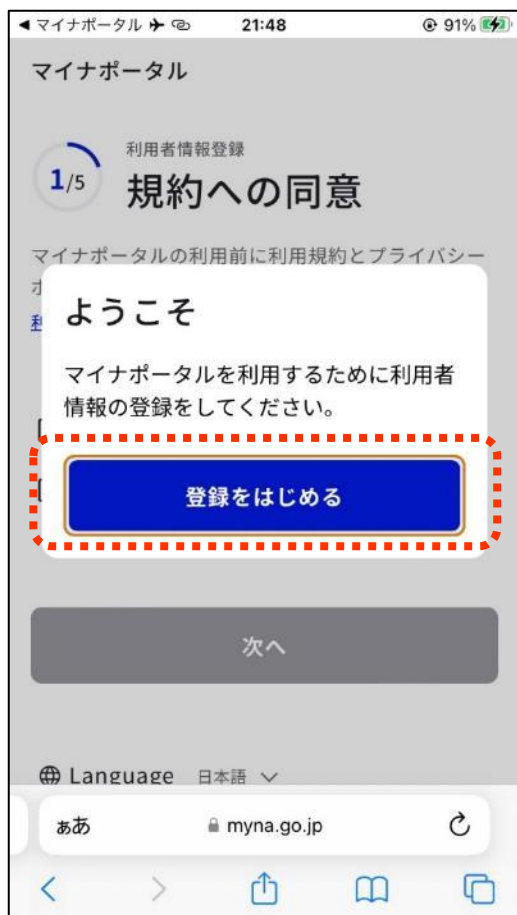 マイナポータル 21:48 91%
マイナポータル
利用者情報登録
1/5
規約への同意
マイナポータルの利用前に利用規約とプライバシー
ようこそ
マイナポータルを利用するために利用者
情報の登録をしてください。
登録をはじめる
次へ
Language 日本語
ぁあ myna.go.jp